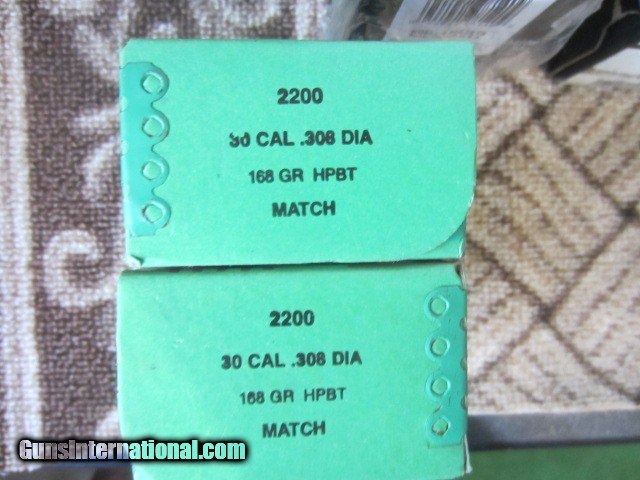 2200
30 CAL .308 DIA
168 GR HPBT
MATCH
2200
30 CAL .308 DIA
168 GR HPBT
MATCH
GunsInternational.com